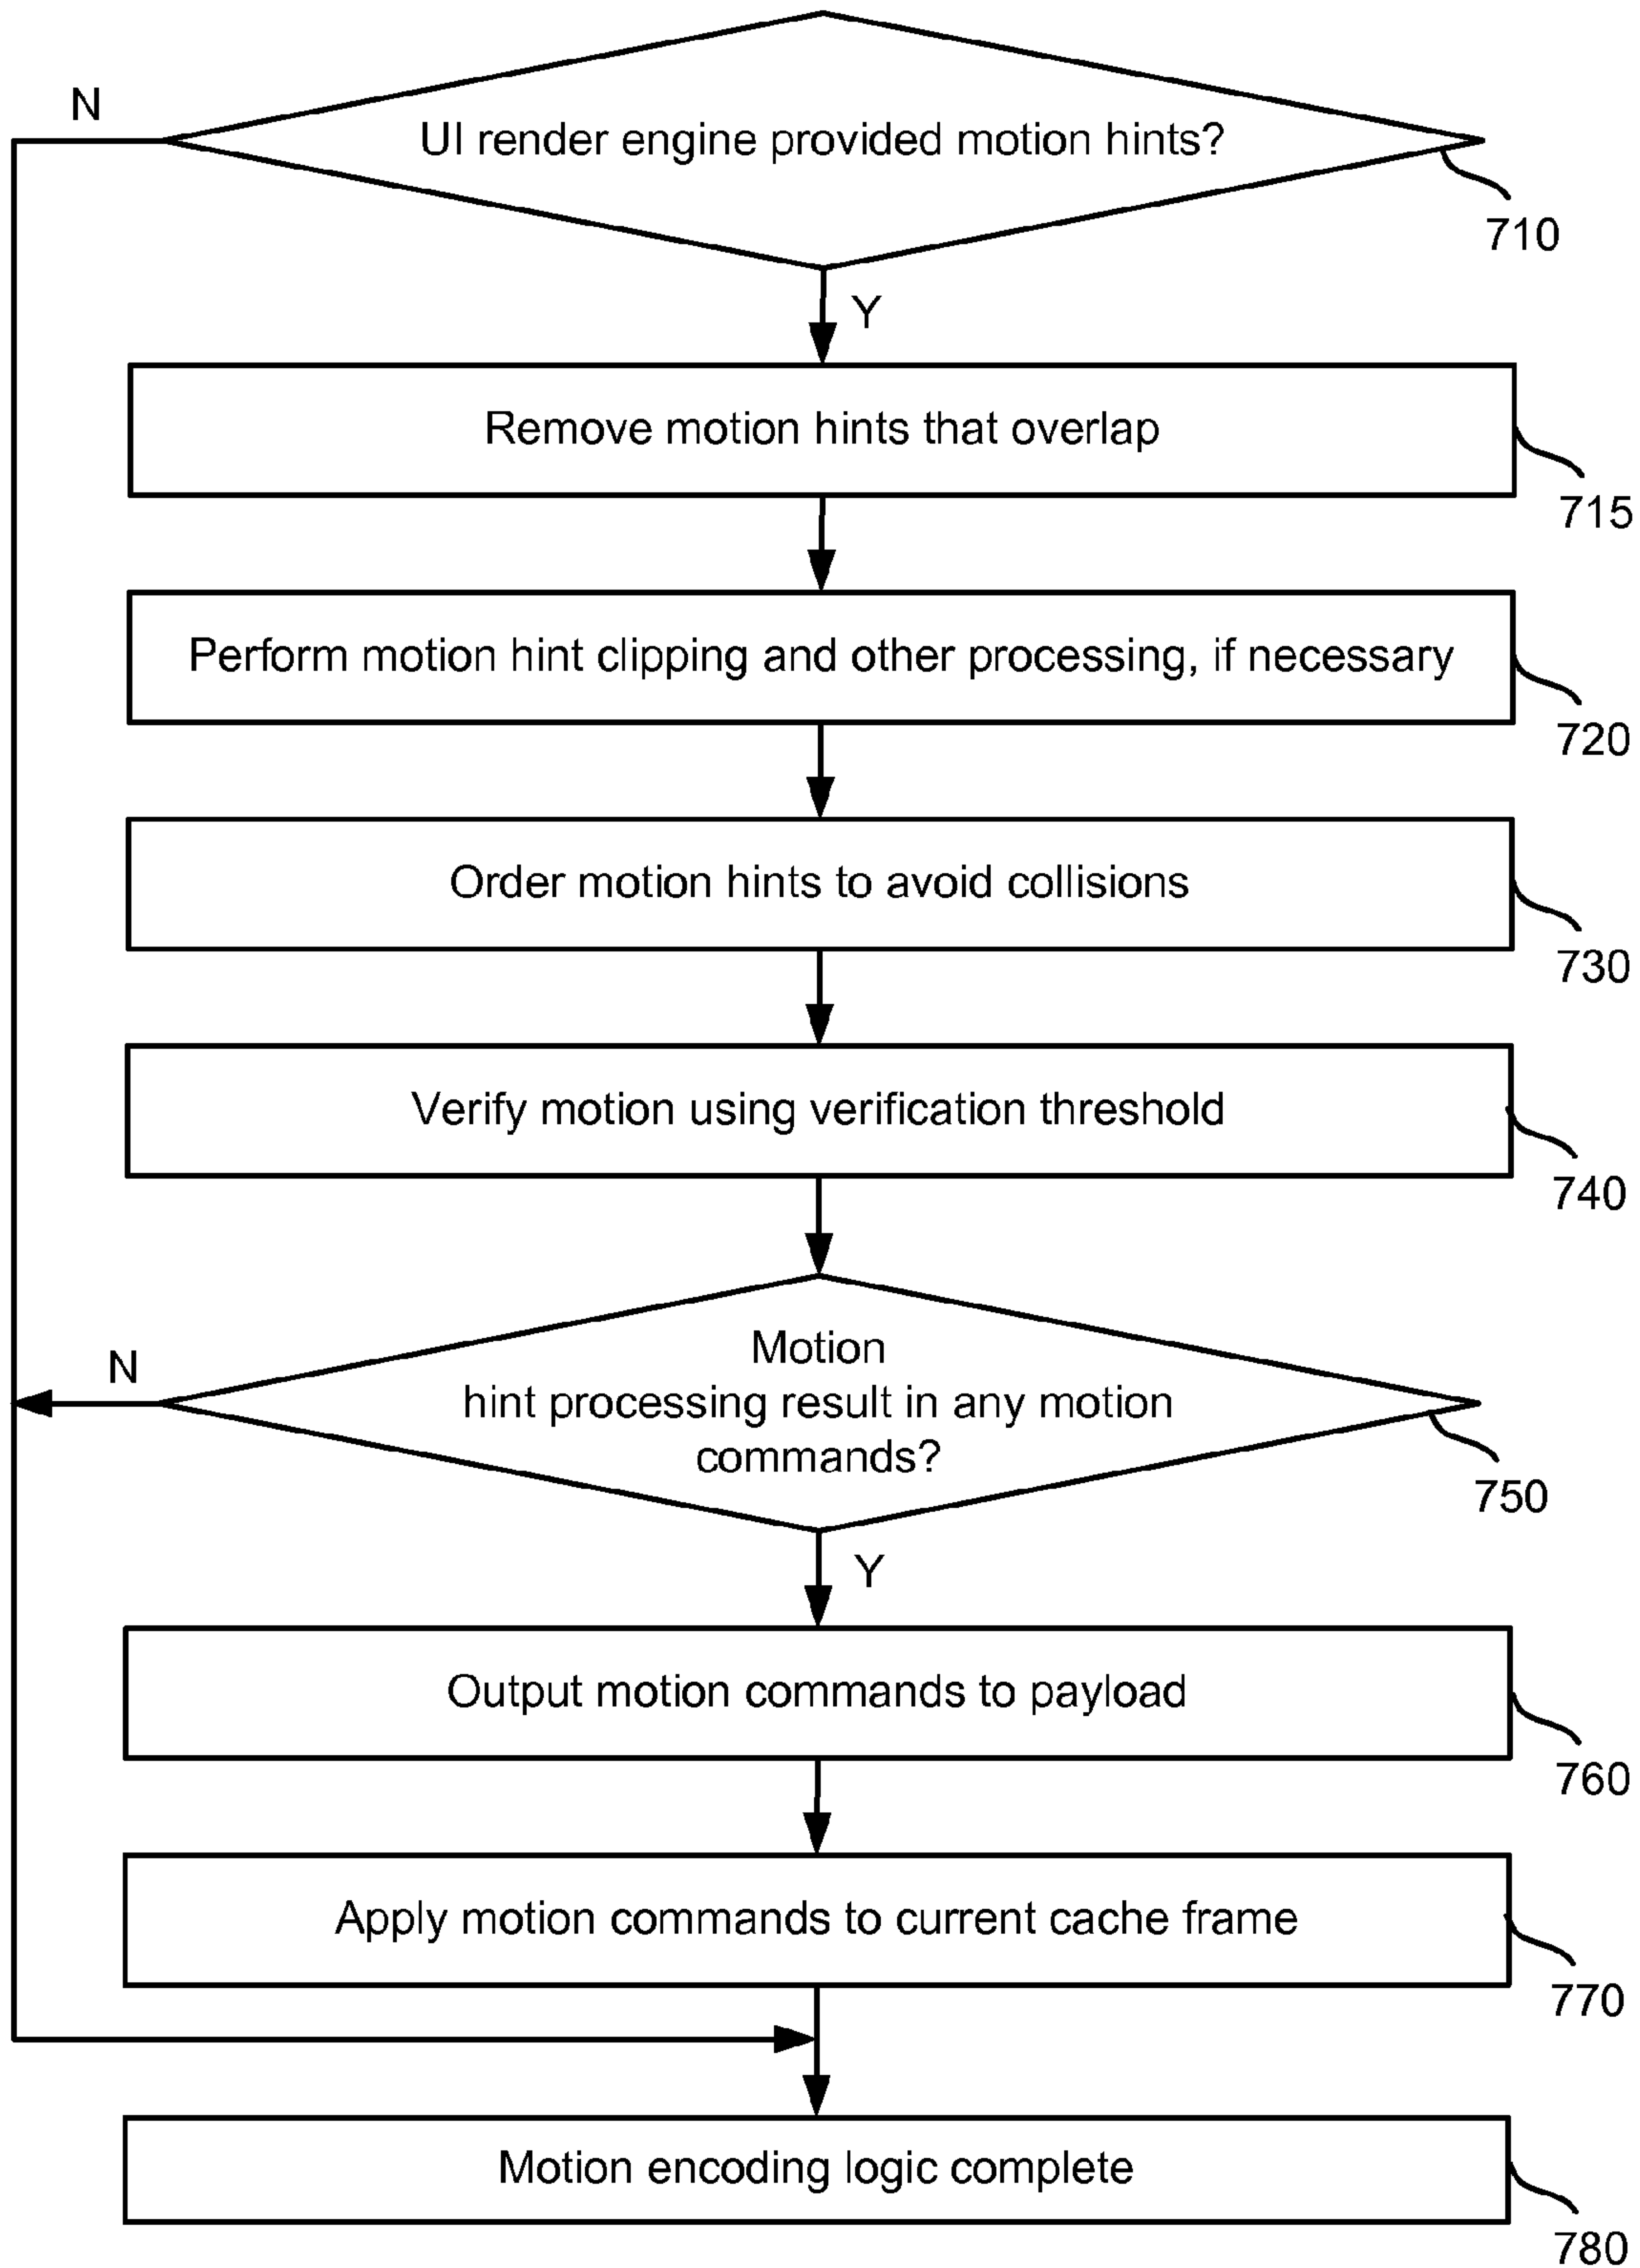 N
UI render engine provided motion hints?
710
Y
Remove motion hints that overlap
715
Perform motion hint clipping and other processing, if necessary
720
Order motion hints to avoid collisions
730
Verify motion using verification threshold
740
N
Motion
hint processing result in any motion
commands?
750
Y
Output motion commands to payload
760
Apply motion commands to current cache frame
770
Motion encoding logic complete
780